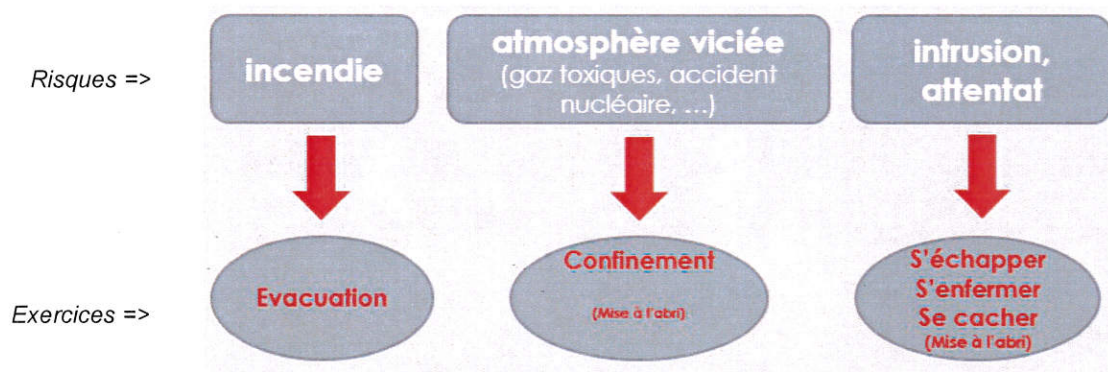 Risques =>
incendie
atmosphère viciée
(gaz toxiques, accident
nucléaire, ...)
intrusion,
attentat
Exercices =>
Evacuation
Confinement
(Mise à l'abri)
S'échapper
S'enfermer
Se cacher
(Mise à l'abri)